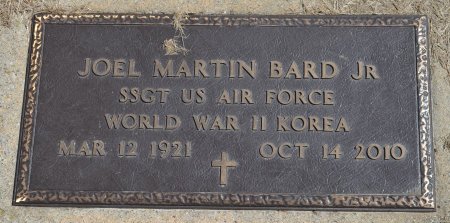 JOEL MARTIN BARD JR
SSGT US AIR FORCE
WORLD WAR II KOREA
MAR 12 1921 OCT 14 2010